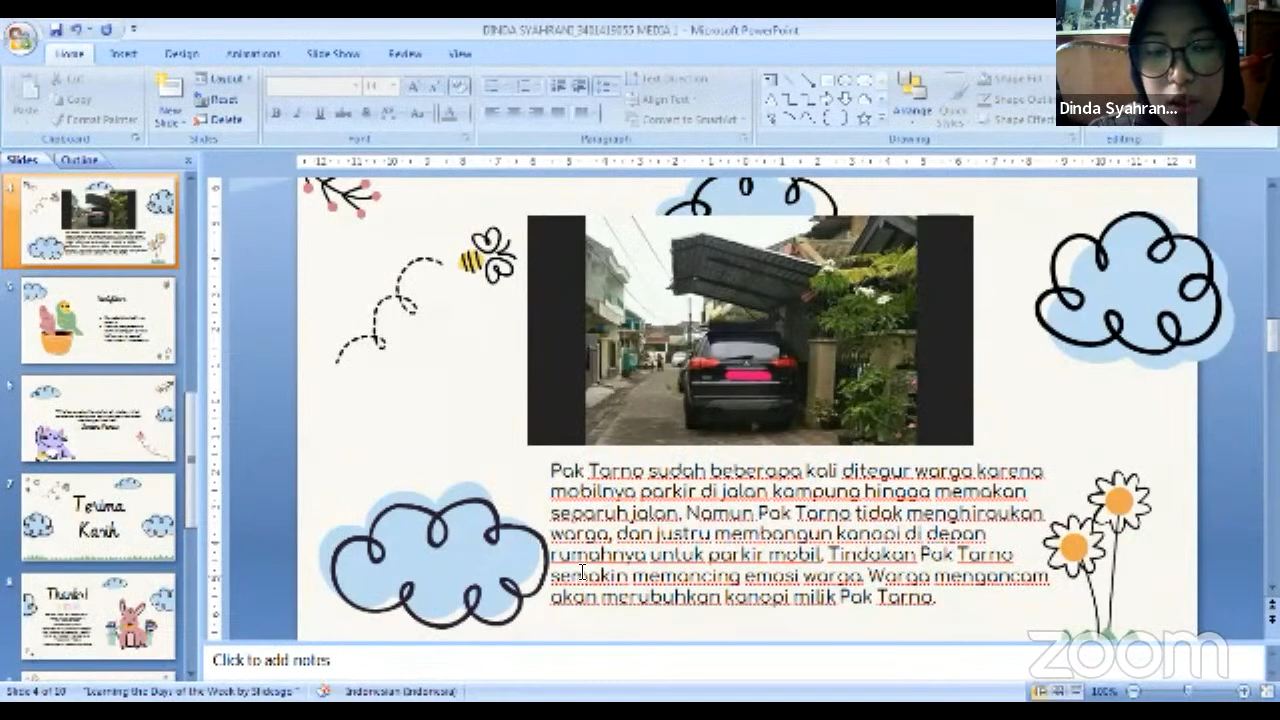 DINDA SYAHRANI_3401419055 MEDIA 1 - Microsoft PowerPoint
Home Insert Design Animations Slide Show Review View
Cut
Copy
Format Painter
Paste
Clipboard
New Slide
Layout
Reset
Delete
Slides
Font
Text Direction
Align Text
Convert to SmartArt
Paragraph
Arrange
Quick Styles
Shape Fill
Shape Effects
Drawing
Editing
Dinda Syahran...
Slides Outline
Pak Tarno sudah beberapa kali ditegur warga karena
mobilnya parkir di jalan kampung hingga memakan
separuh jalan. Namun Pak Tarno tidak menghiraukan
warga, dan justru membangun kanopi di depan
rumahnya untuk parkir mobil. Tindakan Pak Tarno
semakin memancing emosi warga. Warga mengancam
akan merubuhkan kanopi milik Pak Tarno.
5
6
7
Terima
Kasih
8
Thanks!
Click to add notes
zoom
Slide 4 of 10 "Learning the Days of the Week by Slidesgo" Indonesian (Indonesia) 100%